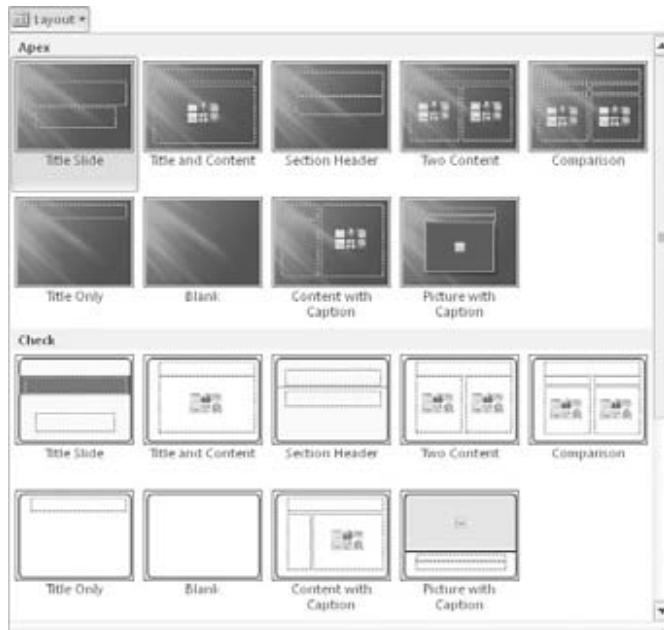 Layout
Apex
Title Slide
Title and Content
Section Header
Two Content
Comparison
Title Only
Blank
Content with
Caption
Picture with
Caption
Check
Title Slide
Title and Content
Section Header
Two Content
Comparison
Title Only
Blank
Content with
Caption
Picture with
Caption